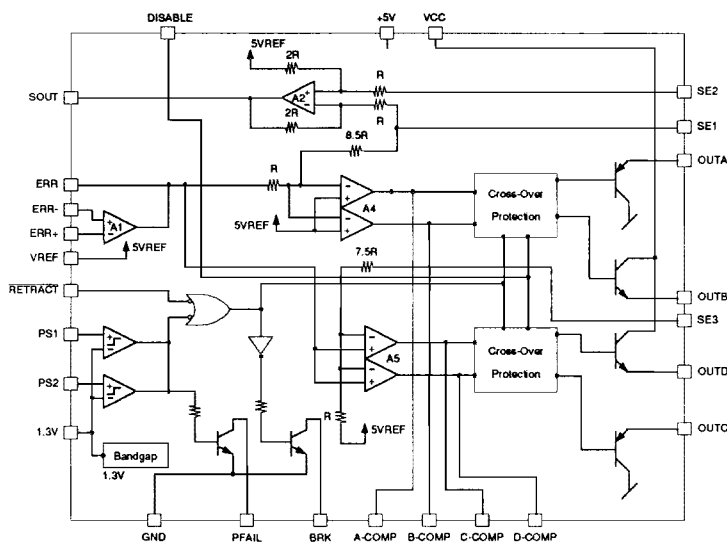 DISABLE
+5V
VCC
5VREF
2R
SOUT
A2
+
-
R
SE2
R
2R
SE1
8.5R
OUTA
ERR
R
-
+
A4
Cross-Over
Protection
ERR-
+
A1
-
ERR+
5VREF
-
+
VREF
5VREF
7.5R
RETRACT
OUTB
SE3
PS1
+
-
-
+
A5
Cross-Over
Protection
OUTD
PS2
+
-
-
+
R
5VREF
1.3V
OUTC
Bandgap
1.3V
GND
PFAIL
BRK
A-COMP
B-COMP
C-COMP
D-COMP